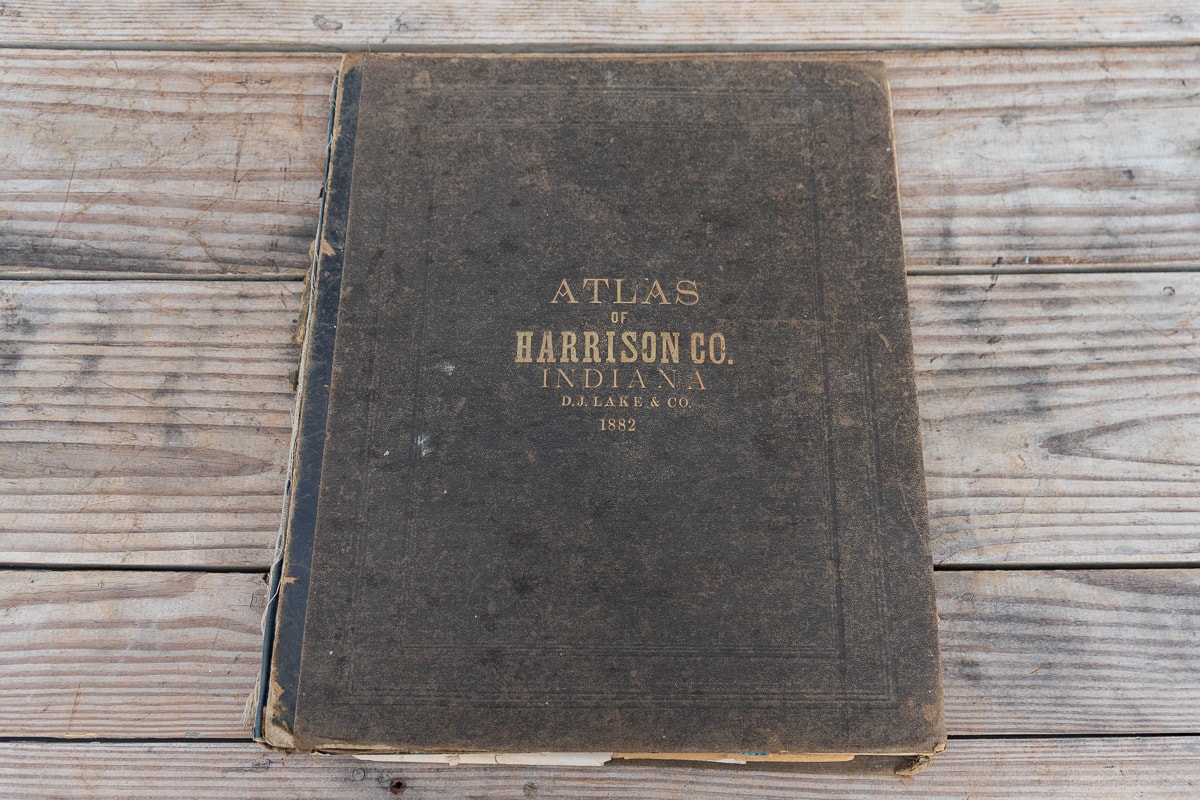 ATLAS
OF
HARRISON CO.
INDIANA
D.J. LAKE & CO.
1882